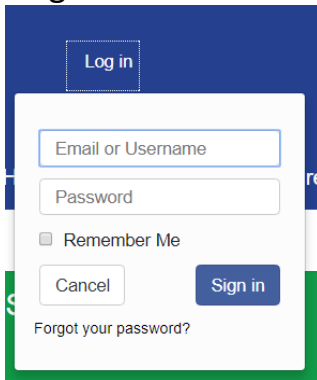 Log in
Email or Username
Password
Remember Me
Cancel Sign in
Forgot your password?